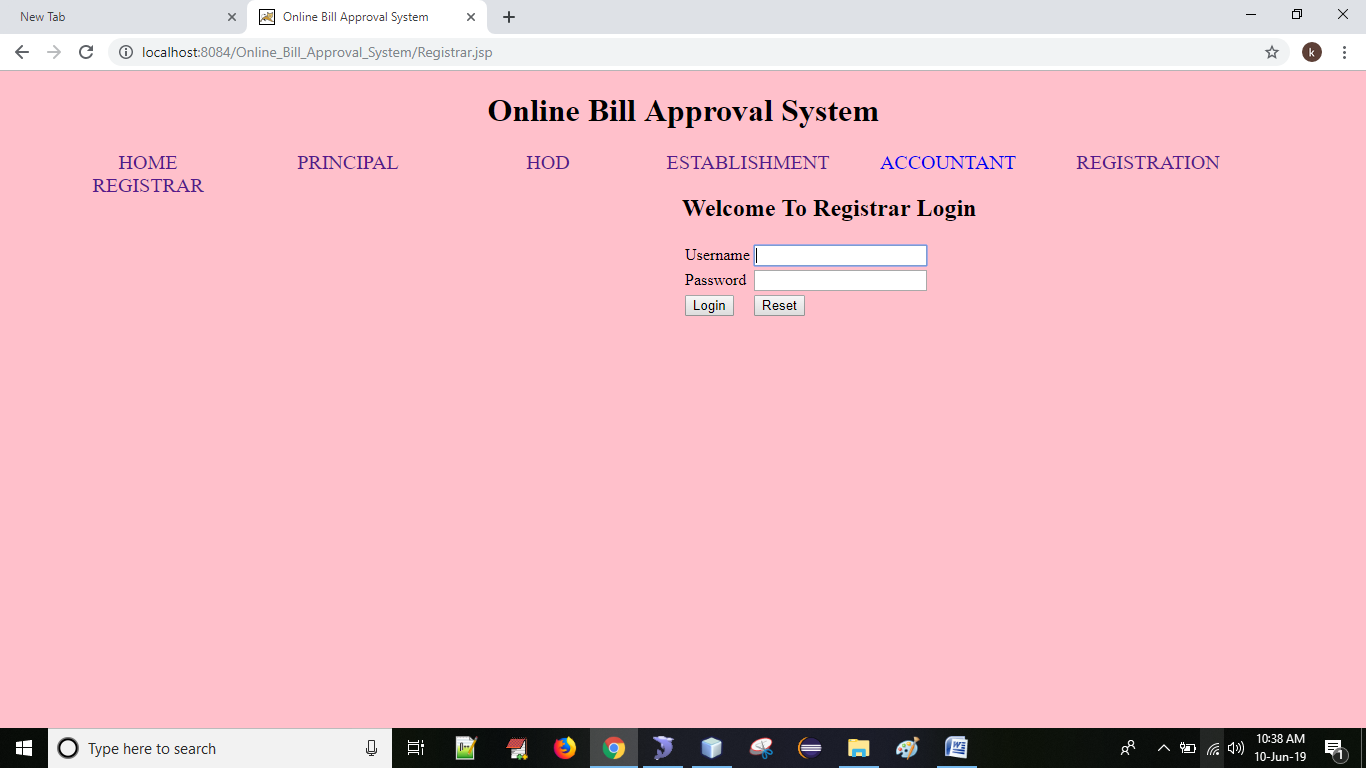 New Tab
Online Bill Approval System
localhost:8084/Online_Bill_Approval_System/Registrar.jsp
k
Online Bill Approval System
HOME PRINCIPAL HOD ESTABLISHMENT ACCOUNTANT REGISTRATION
REGISTRAR
Welcome To Registrar Login
Username
Password
Login Reset
Type here to search
10:38 AM
10-Jun-19
1